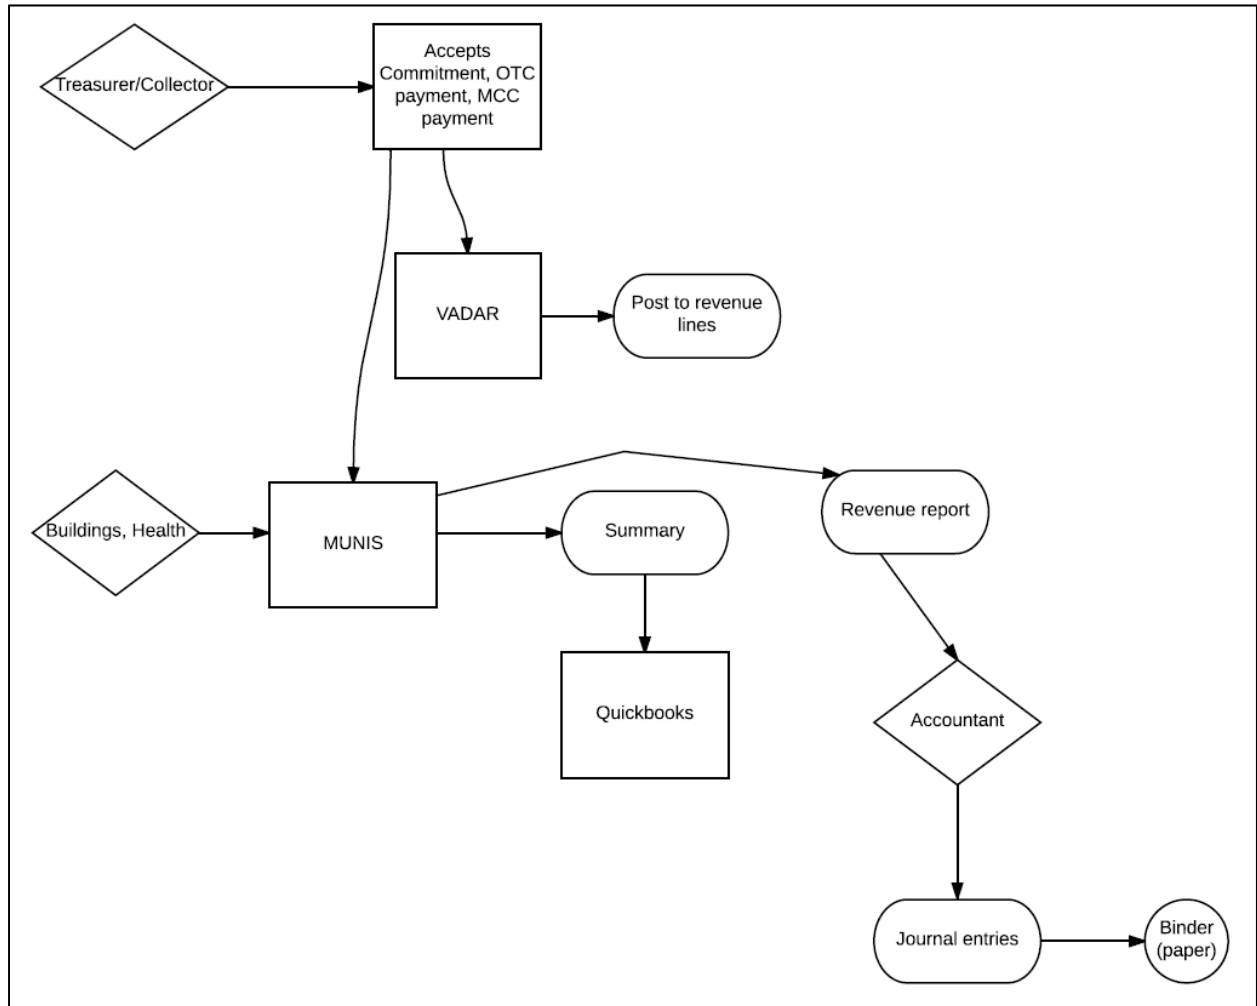 Treasurer/Collector
Accepts
Commitment, OTC
payment, MCC
payment
VADAR
Post to revenue
lines
Buildings, Health
MUNIS
Summary
Revenue report
Quickbooks
Accountant
Journal entries
Binder
(paper)